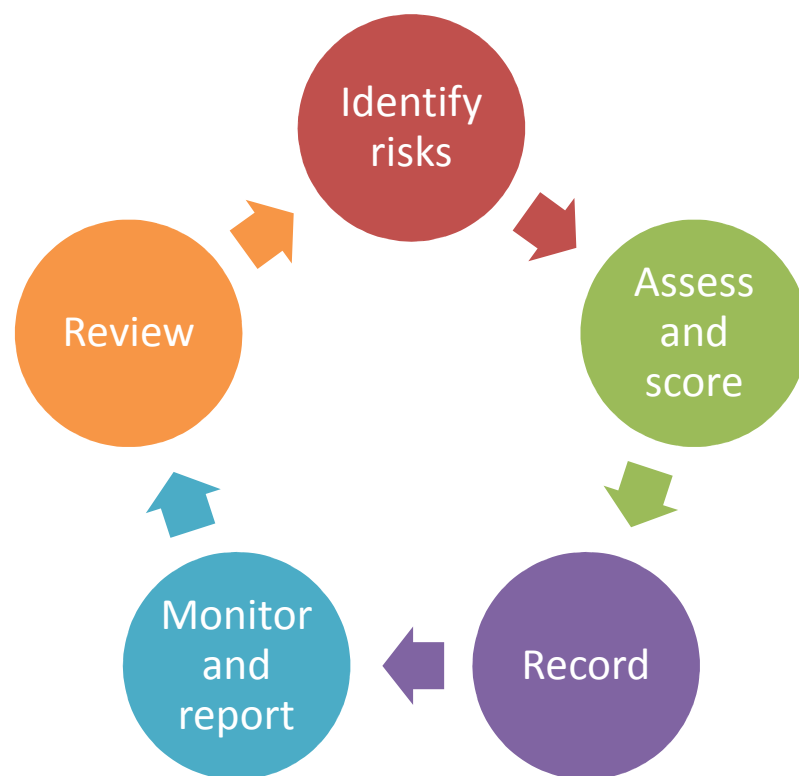 Identify
risks
Assess
and
score
Record
Monitor
and
report
Review